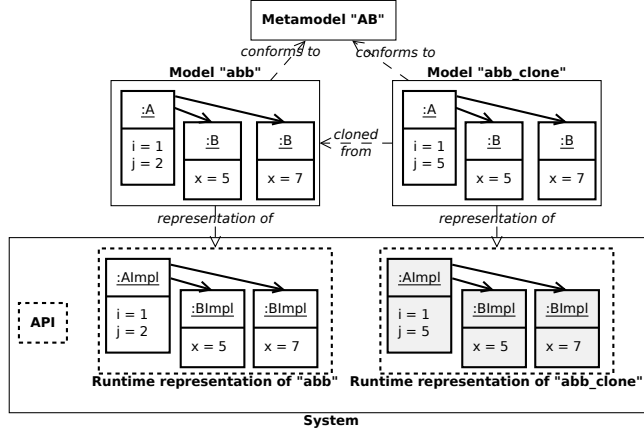 Metamodel "AB"
conforms to
conforms to
Model "abb"
Model "abb_clone"
:A
i = 1
j = 2
:B
x = 5
:B
x = 7
cloned
from
:A
i = 1
j = 5
:B
x = 5
:B
x = 7
representation of
representation of
API
:AImpl
i = 1
j = 2
:BImpl
x = 5
:BImpl
x = 7
:AImpl
i = 1
j = 5
:BImpl
x = 5
:BImpl
x = 7
Runtime representation of "abb"
Runtime representation of "abb_clone"
System